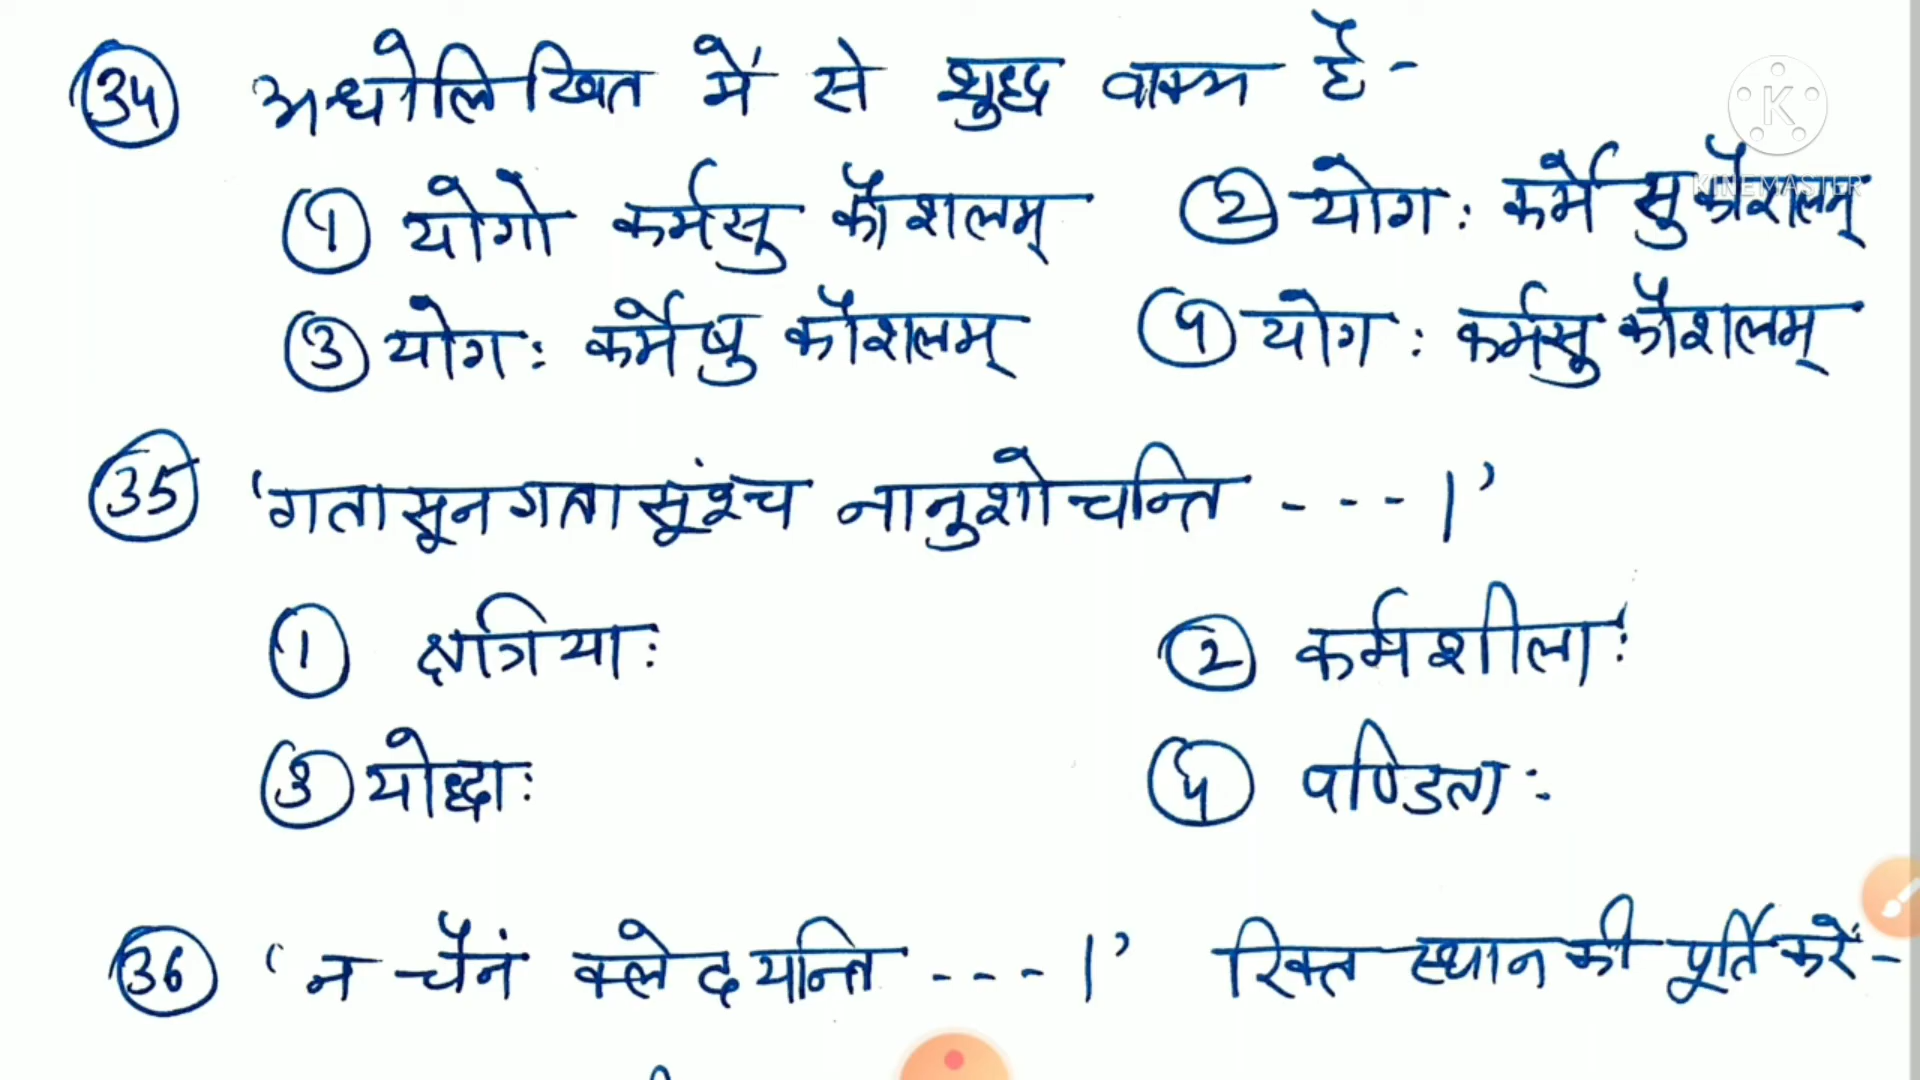 34 अधोलिखित में से शुद्ध वाक्य है -
1 योगो कर्मसु कौशलम् 2 योगः कर्मे सु कौशलम्
3 योगः कर्मेषु कौशलम् 4 योगः कर्मसु कौशलम्
K
KINEMASTER
35 'गतासूनगतासूंश्च नानुशोचन्ति ---।'
1 क्षत्रियाः 2 कर्मशीलाः
3 योद्धाः 4 पण्डिताः
36 'न चैनं क्लेदयन्ति ----।' रिक्त स्थान की पूर्ति करें -